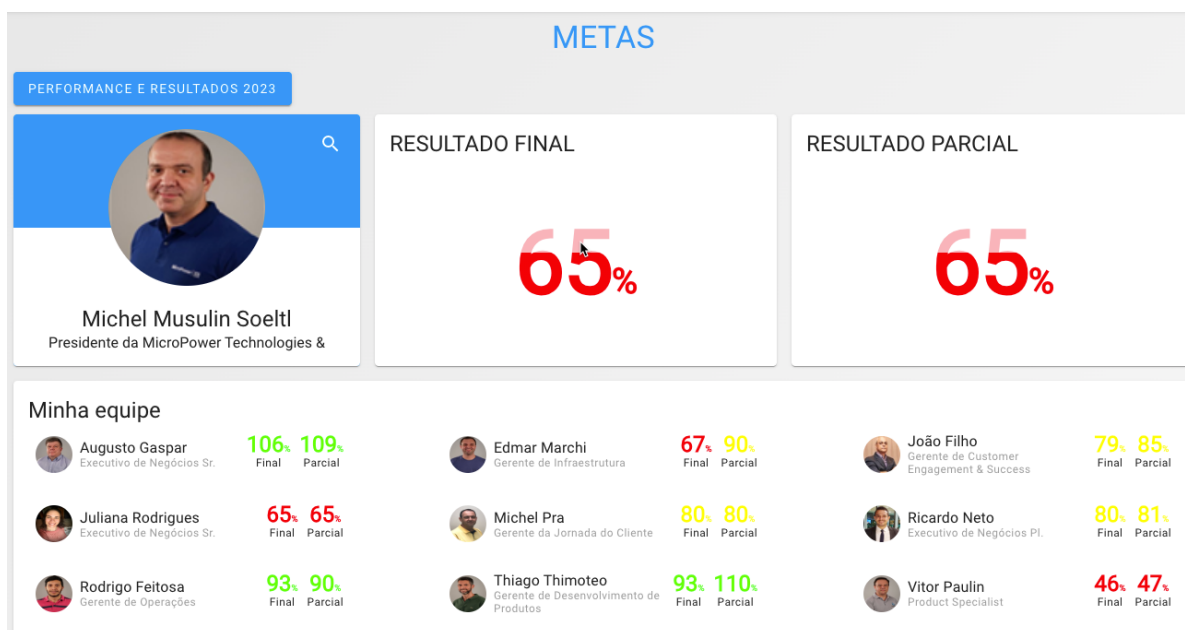 METAS
PERFORMANCE E RESULTADOS 2023
Michel Musulin Soeltl
Presidente da MicroPower Technologies &
RESULTADO FINAL
65%
RESULTADO PARCIAL
65%
Minha equipe
Augusto Gaspar
Executivo de Negócios Sr.
106% 109%
Final Parcial
Edmar Marchi
Gerente de Infraestrutura
67% 90%
Final Parcial
João Filho
Gerente de Customer
Engagement & Success
79% 85%
Final Parcial
Juliana Rodrigues
Executivo de Negócios Sr.
65% 65%
Final Parcial
Michel Pra
Gerente da Jornada do Cliente
80% 80%
Final Parcial
Ricardo Neto
Executivo de Negócios Pl.
80% 81%
Final Parcial
Rodrigo Feitosa
Gerente de Operações
93% 90%
Final Parcial
Thiago Thimoteo
Gerente de Desenvolvimento de
Produtos
93% 110%
Final Parcial
Vitor Paulin
Product Specialist
46% 47%
Final Parcial